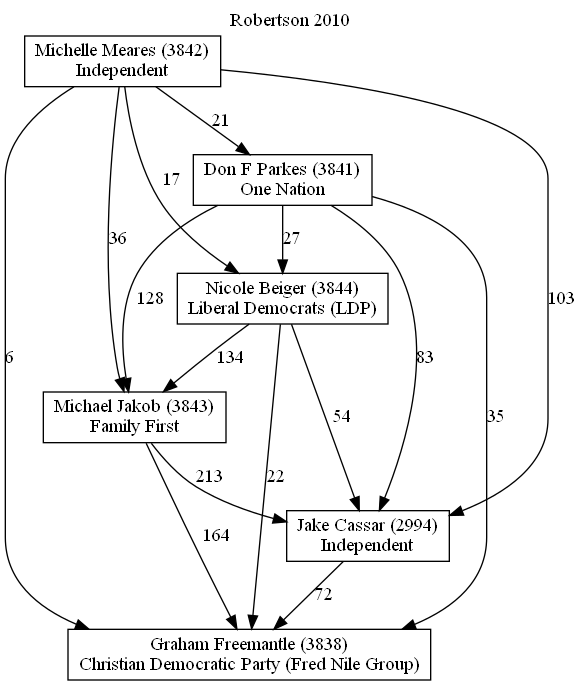 Robertson 2010
Michelle Meares (3842)
Independent
21
Don F Parkes (3841)
One Nation
17
36
27
128
103
Nicole Beiger (3844)
Liberal Democrats (LDP)
6
134
83
Michael Jakob (3843)
Family First
54
35
213
22
164
Jake Cassar (2994)
Independent
72
Graham Freemantle (3838)
Christian Democratic Party (Fred Nile Group)